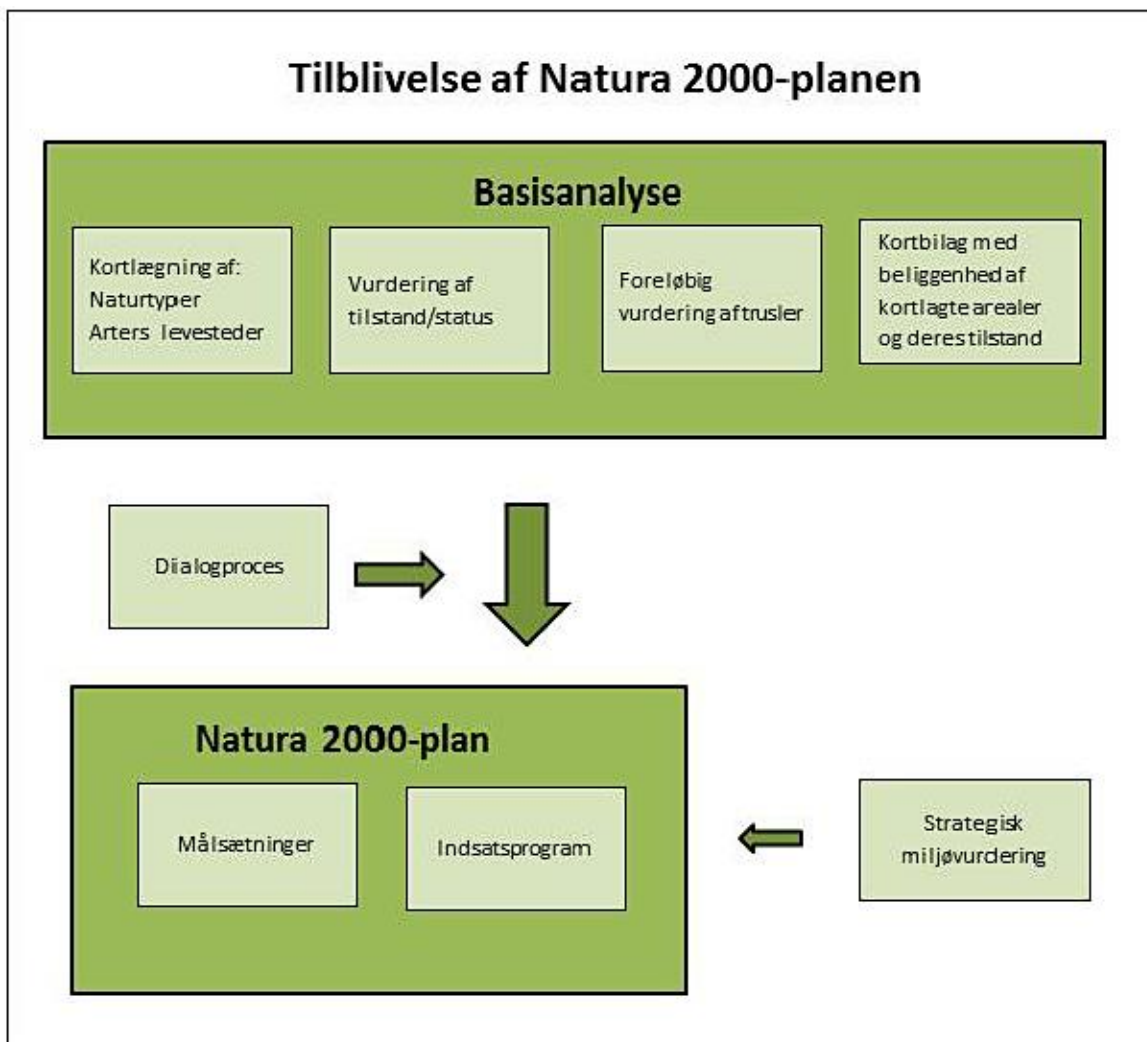 Tilblivelse af Natura 2000-planen
Basisanalyse
Kortlægning af:
Naturtyper
Arters levesteder
Vurdering af
tilstand/status
Foreløbig
vurdering af trusler
Kortbilag med
beliggenhed af
kortlagte arealer
og deres tilstand
Dialogproces
Natura 2000-plan
Målsætninger
Indsatsprogram
Strategisk
miljøvurdering